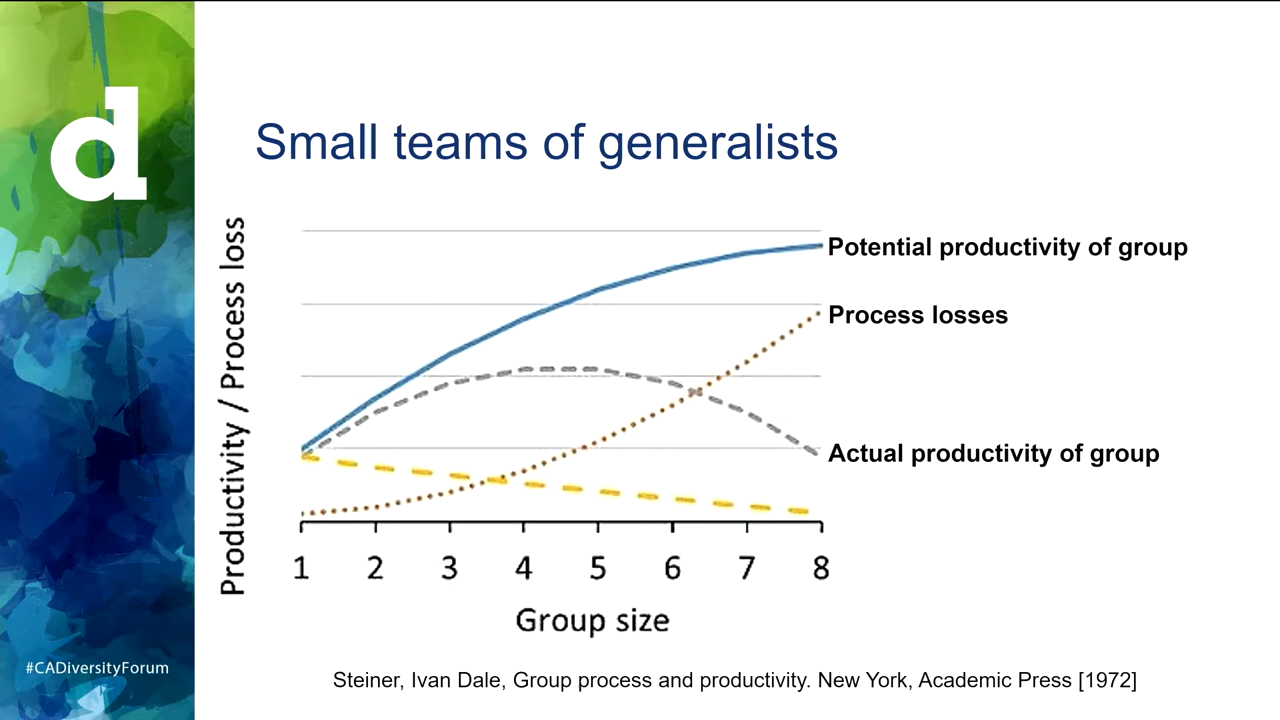 d
Small teams of generalists
Productivity / Process loss
Potential productivity of group
Process losses
Actual productivity of group
1 2 3 4 5 6 7 8
Group size
#CADiversityForum
Steiner, Ivan Dale, Group process and productivity. New York, Academic Press [1972]